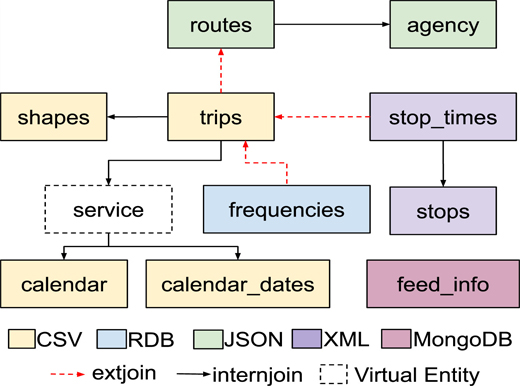 routes agency
shapes trips stop_times
service frequencies stops
calendar calendar_dates feed_info
CSV RDB JSON XML MongoDB
extjoin internjoin Virtual Entity